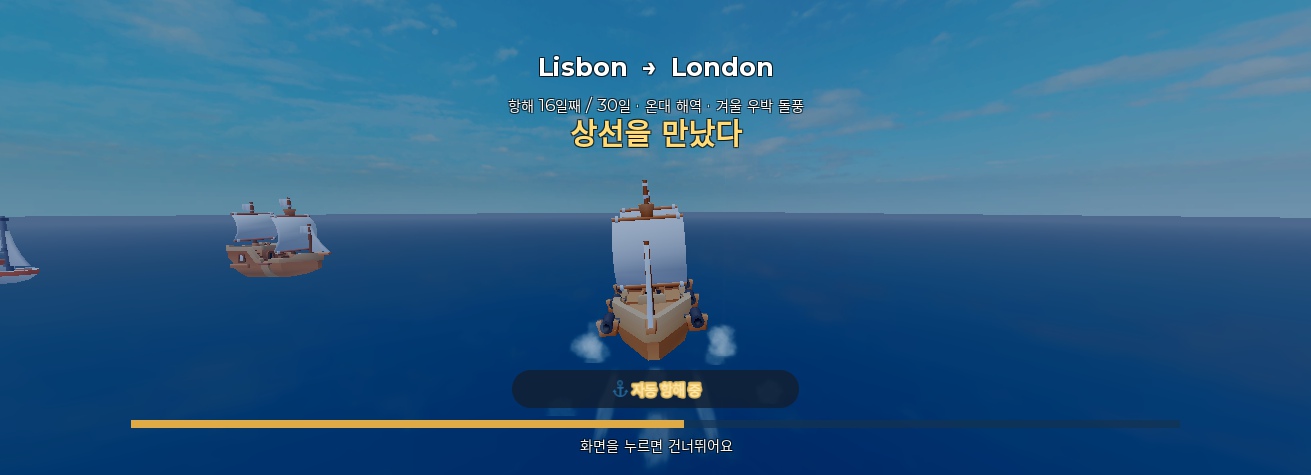 Lisbon → London
항해 16일째 / 30일 · 온대 해역 · 겨울 우박 돌풍
상선을 만났다
자동 항해 중
화면을 누르면 건너뛰어요